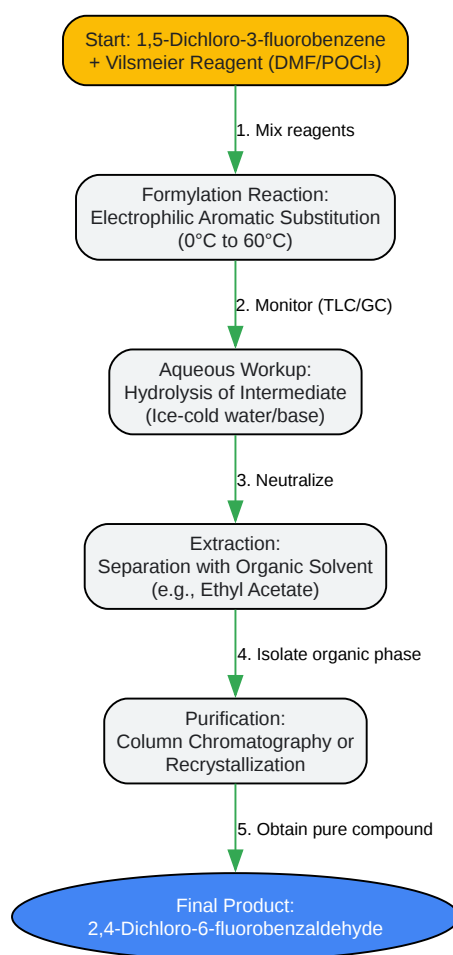 Start: 1,5-Dichloro-3-fluorobenzene
+ Vilsmeier Reagent (DMF/POCl₃)
1. Mix reagents
Formylation Reaction:
Electrophilic Aromatic Substitution
(0°C to 60°C)
2. Monitor (TLC/GC)
Aqueous Workup:
Hydrolysis of Intermediate
(Ice-cold water/base)
3. Neutralize
Extraction:
Separation with Organic Solvent
(e.g., Ethyl Acetate)
4. Isolate organic phase
Purification:
Column Chromatography or
Recrystallization
5. Obtain pure compound
Final Product:
2,4-Dichloro-6-fluorobenzaldehyde